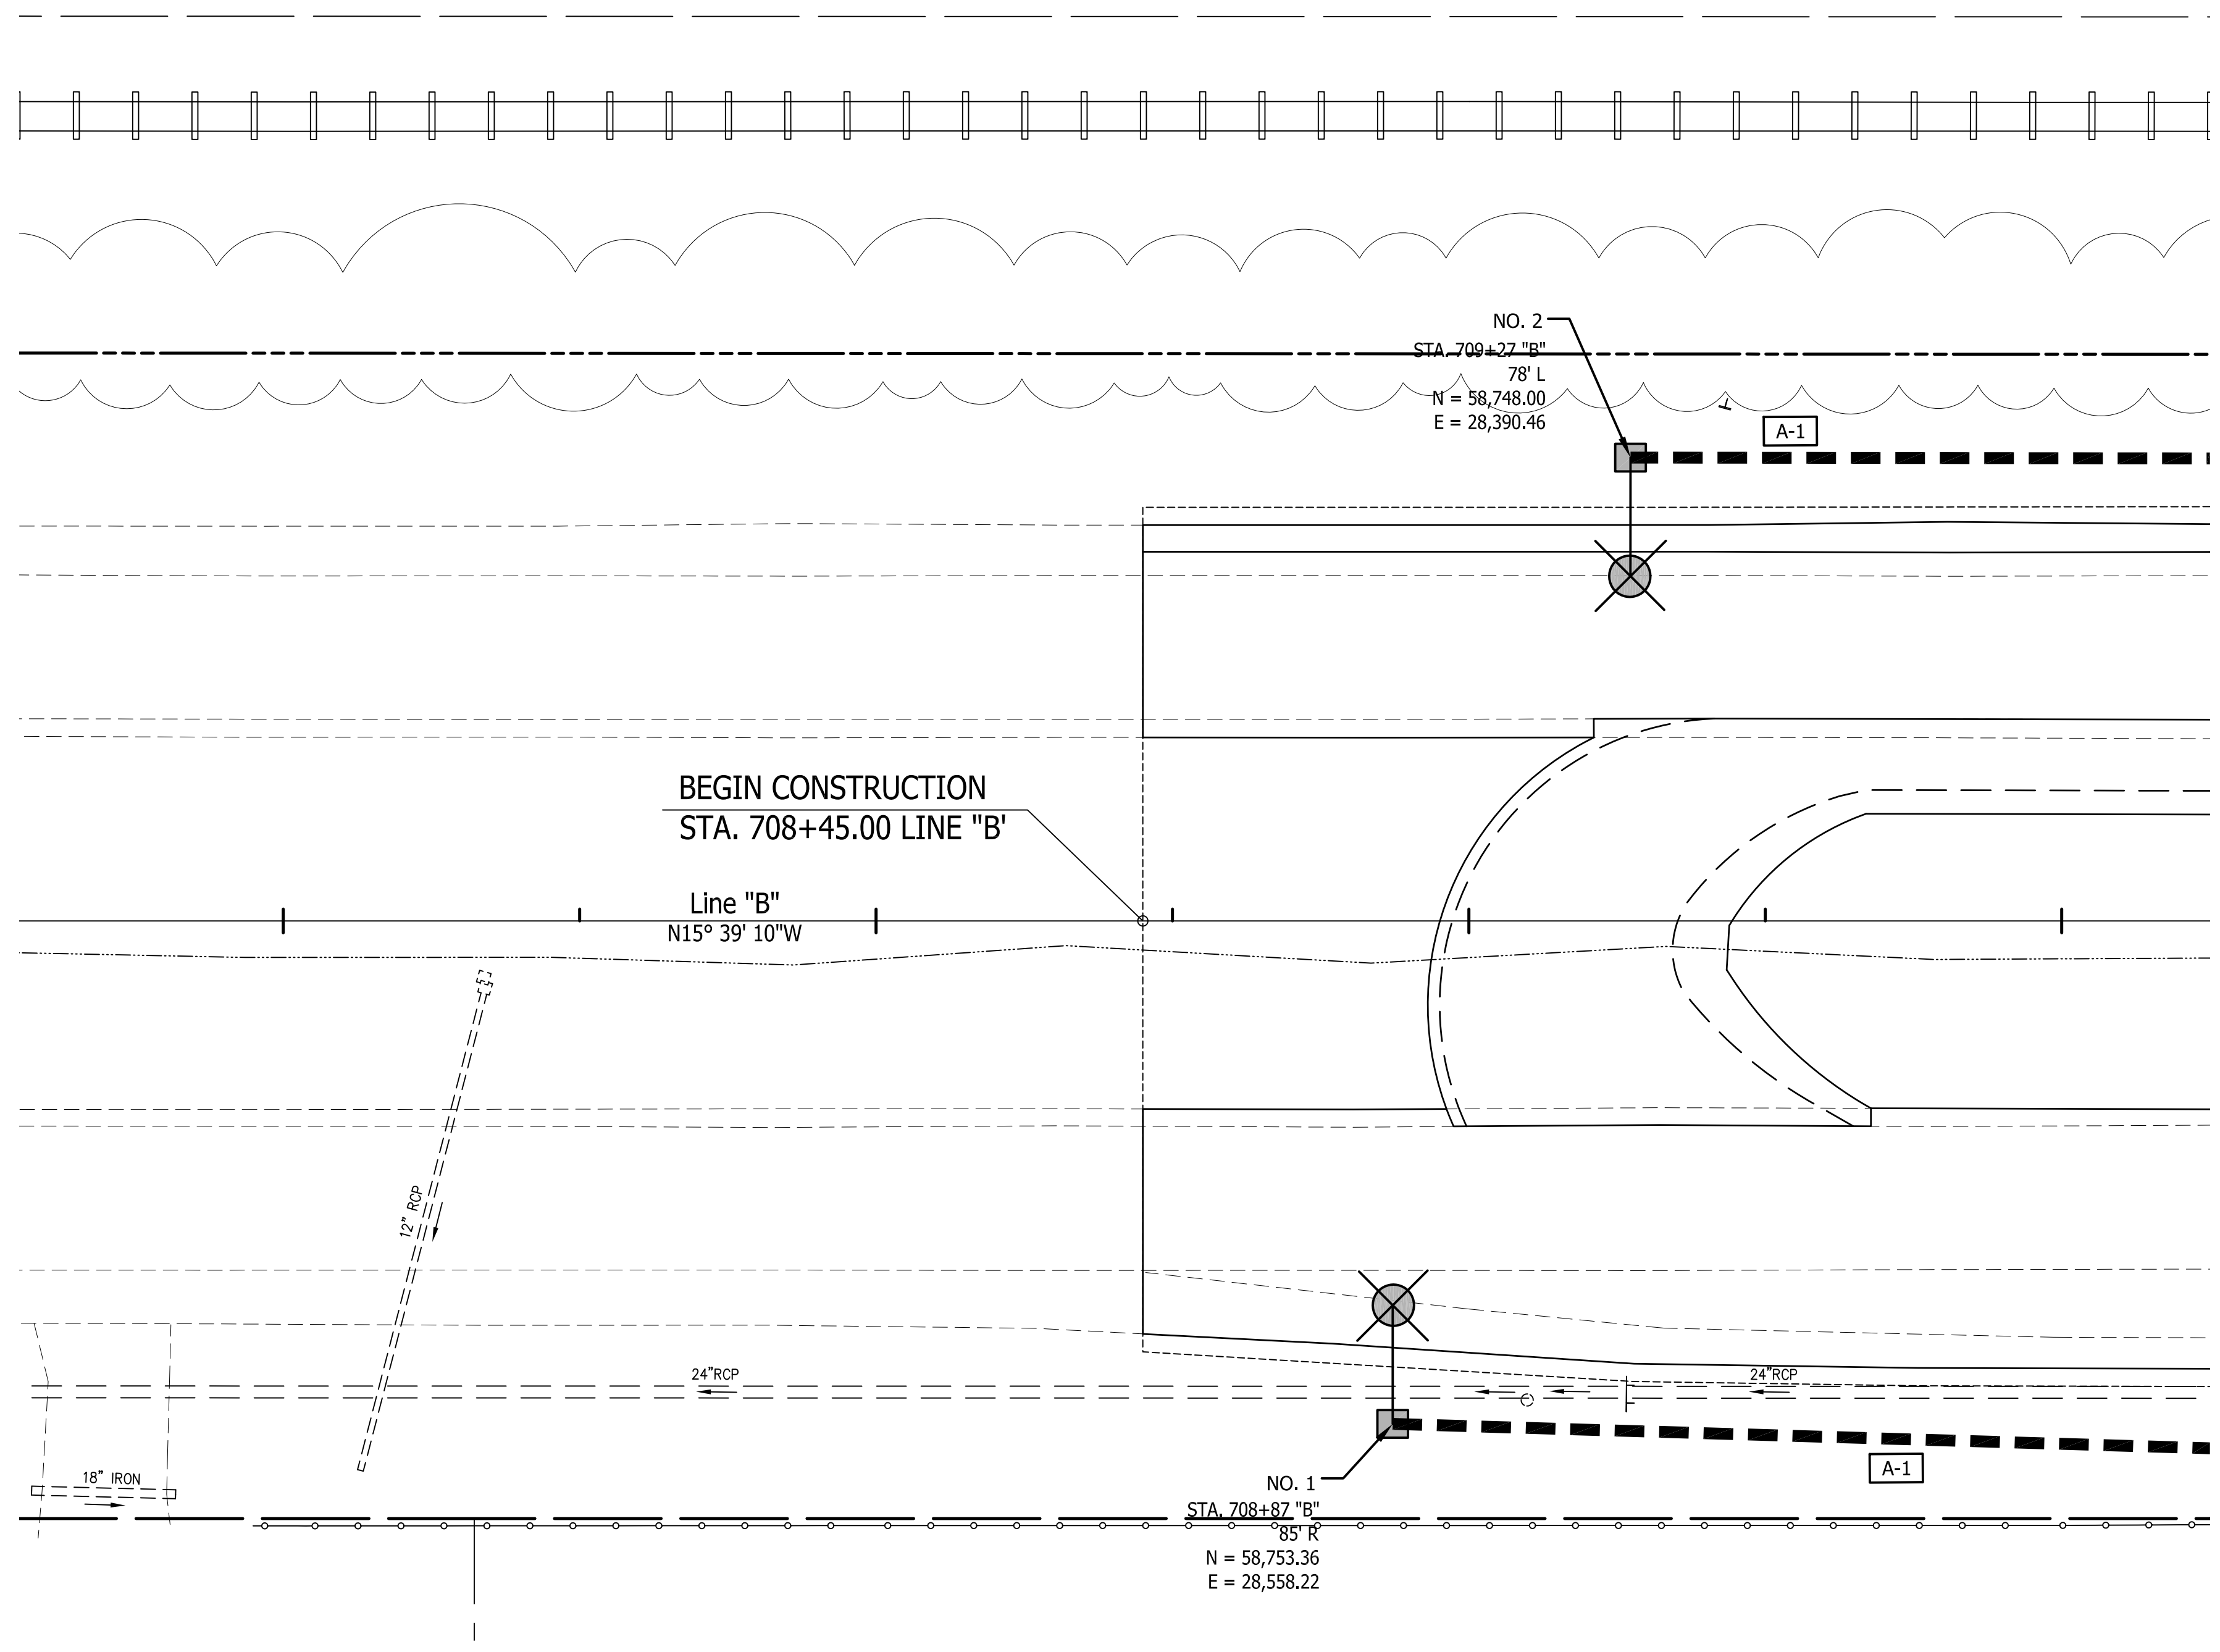 NO. 2
STA. 709+27 "B"
78' L
N = 58,748.00
E = 28,390.46
A-1
BEGIN CONSTRUCTION
STA. 708+45.00 LINE "B'
Line "B"
N15° 39' 10"W
12" RCP
24"RCP
24"RCP
18" IRON
A-1
NO. 1
STA. 708+87 "B"
85' R
N = 58,753.36
E = 28,558.22